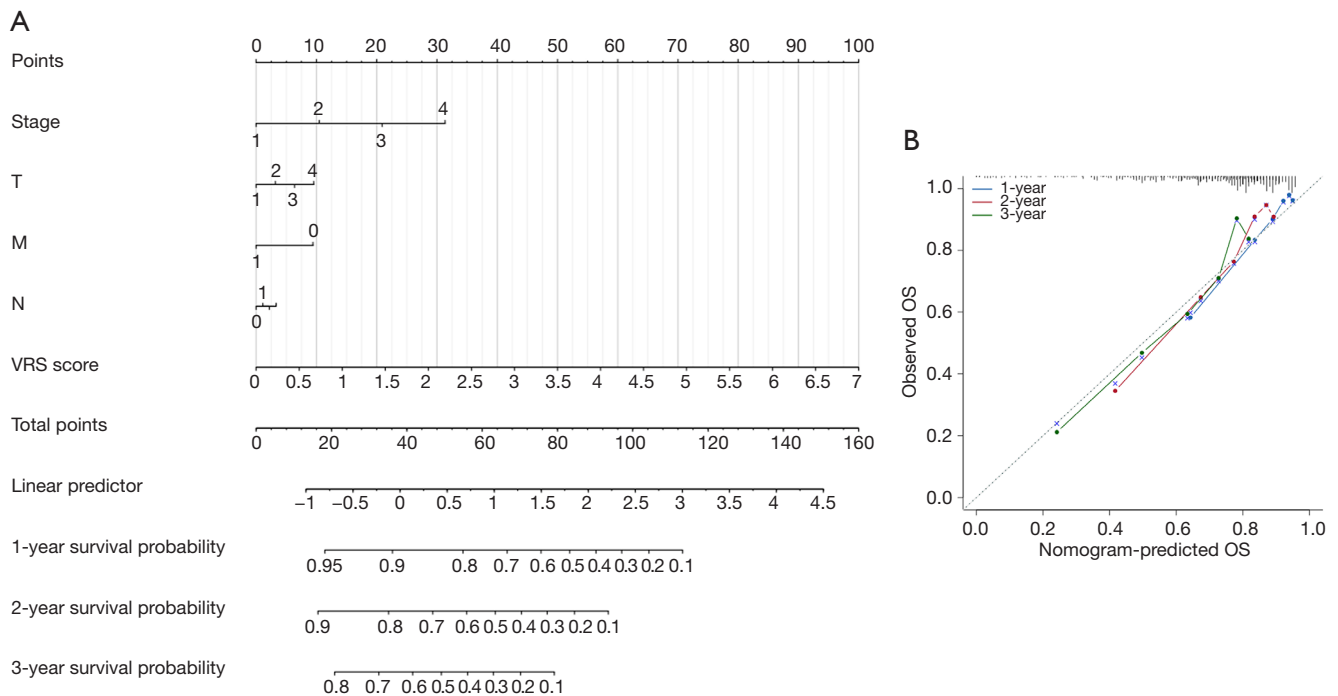 A
Points
0 10 20 30 40 50 60 70 80 90 100
Stage
2 4
1 3
T
2 4
1 3
M
0
1
N
1
0
VRS score
0 0.5 1 1.5 2 2.5 3 3.5 4 4.5 5 5.5 6 6.5 7
Total points
0 20 40 60 80 100 120 140 160
Linear predictor
−1 −0.5 0 0.5 1 1.5 2 2.5 3 3.5 4 4.5
1-year survival probability
0.95 0.9 0.8 0.7 0.6 0.5 0.4 0.3 0.2 0.1
2-year survival probability
0.9 0.8 0.7 0.6 0.5 0.4 0.3 0.2 0.1
3-year survival probability
0.8 0.7 0.6 0.5 0.4 0.3 0.2 0.1
B
1-year
2-year
3-year
Observed OS
1.0
0.8
0.6
0.4
0.2
0.0
0.0 0.2 0.4 0.6 0.8 1.0
Nomogram-predicted OS